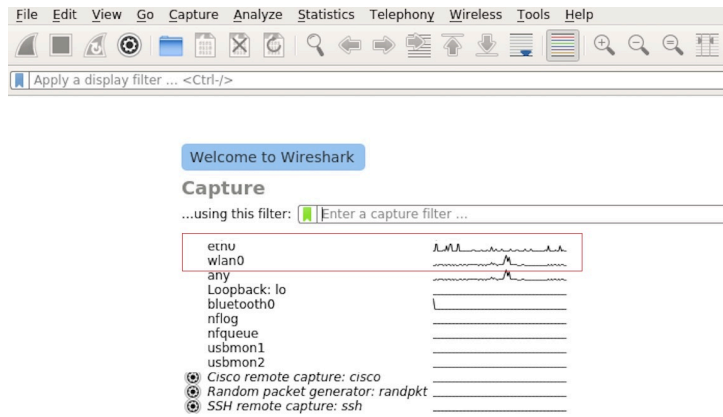 File Edit View Go Capture Analyze Statistics Telephony Wireless Tools Help
Apply a display filter ... <Ctrl-/>
Welcome to Wireshark
Capture
...using this filter: Enter a capture filter ...
eth0
wlan0
any
Loopback: lo
bluetooth0
nflog
nfqueue
usbmon1
usbmon2
Cisco remote capture: cisco
Random packet generator: randpkt
SSH remote capture: ssh